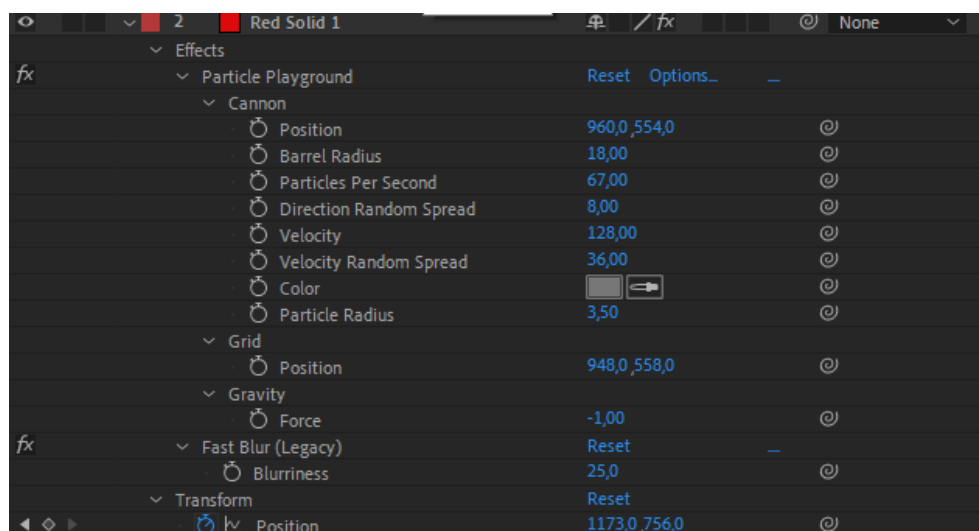 2 Red Solid 1 fx None
Effects
fx Particle Playground Reset Options...
Cannon
Position 960,0,554,0
Barrel Radius 18,00
Particles Per Second 67,00
Direction Random Spread 8,00
Velocity 128,00
Velocity Random Spread 36,00
Color
Particle Radius 3,50
Grid
Position 948,0,558,0
Gravity
Force -1,00
fx Fast Blur (Legacy) Reset
Blurriness 25,0
Transform Reset
Position 1173,0,756,0